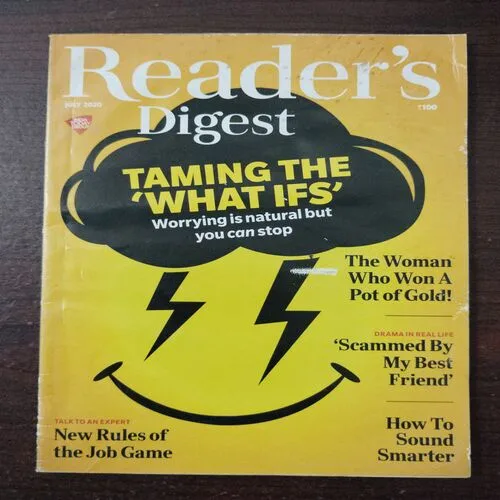 Reader's
Digest
JULY 2020
₹100
TAMING THE
'WHAT IFS'
Worrying is natural but
you can stop
The Woman
Who Won A
Pot of Gold!
DRAMA IN REAL LIFE
'Scammed By
My Best
Friend'
TALK TO AN EXPERT
New Rules of
the Job Game
How To
Sound
Smarter